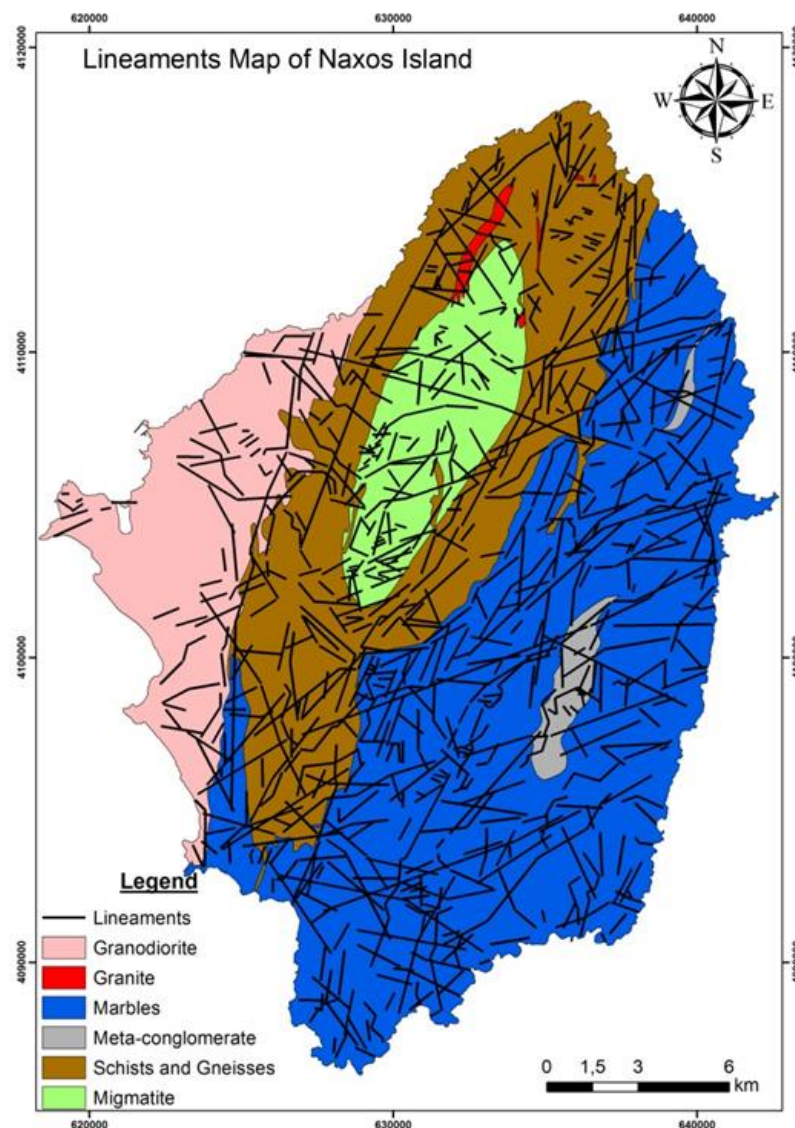 620000 630000 640000
4120000
Lineaments Map of Naxos Island
N
W E
S
4110000
4100000
4090000
Legend
Lineaments
Granodiorite
Granite
Marbles
Meta-conglomerate
Schists and Gneisses
Migmatite
0 1,5 3 6
km
620000 630000 640000